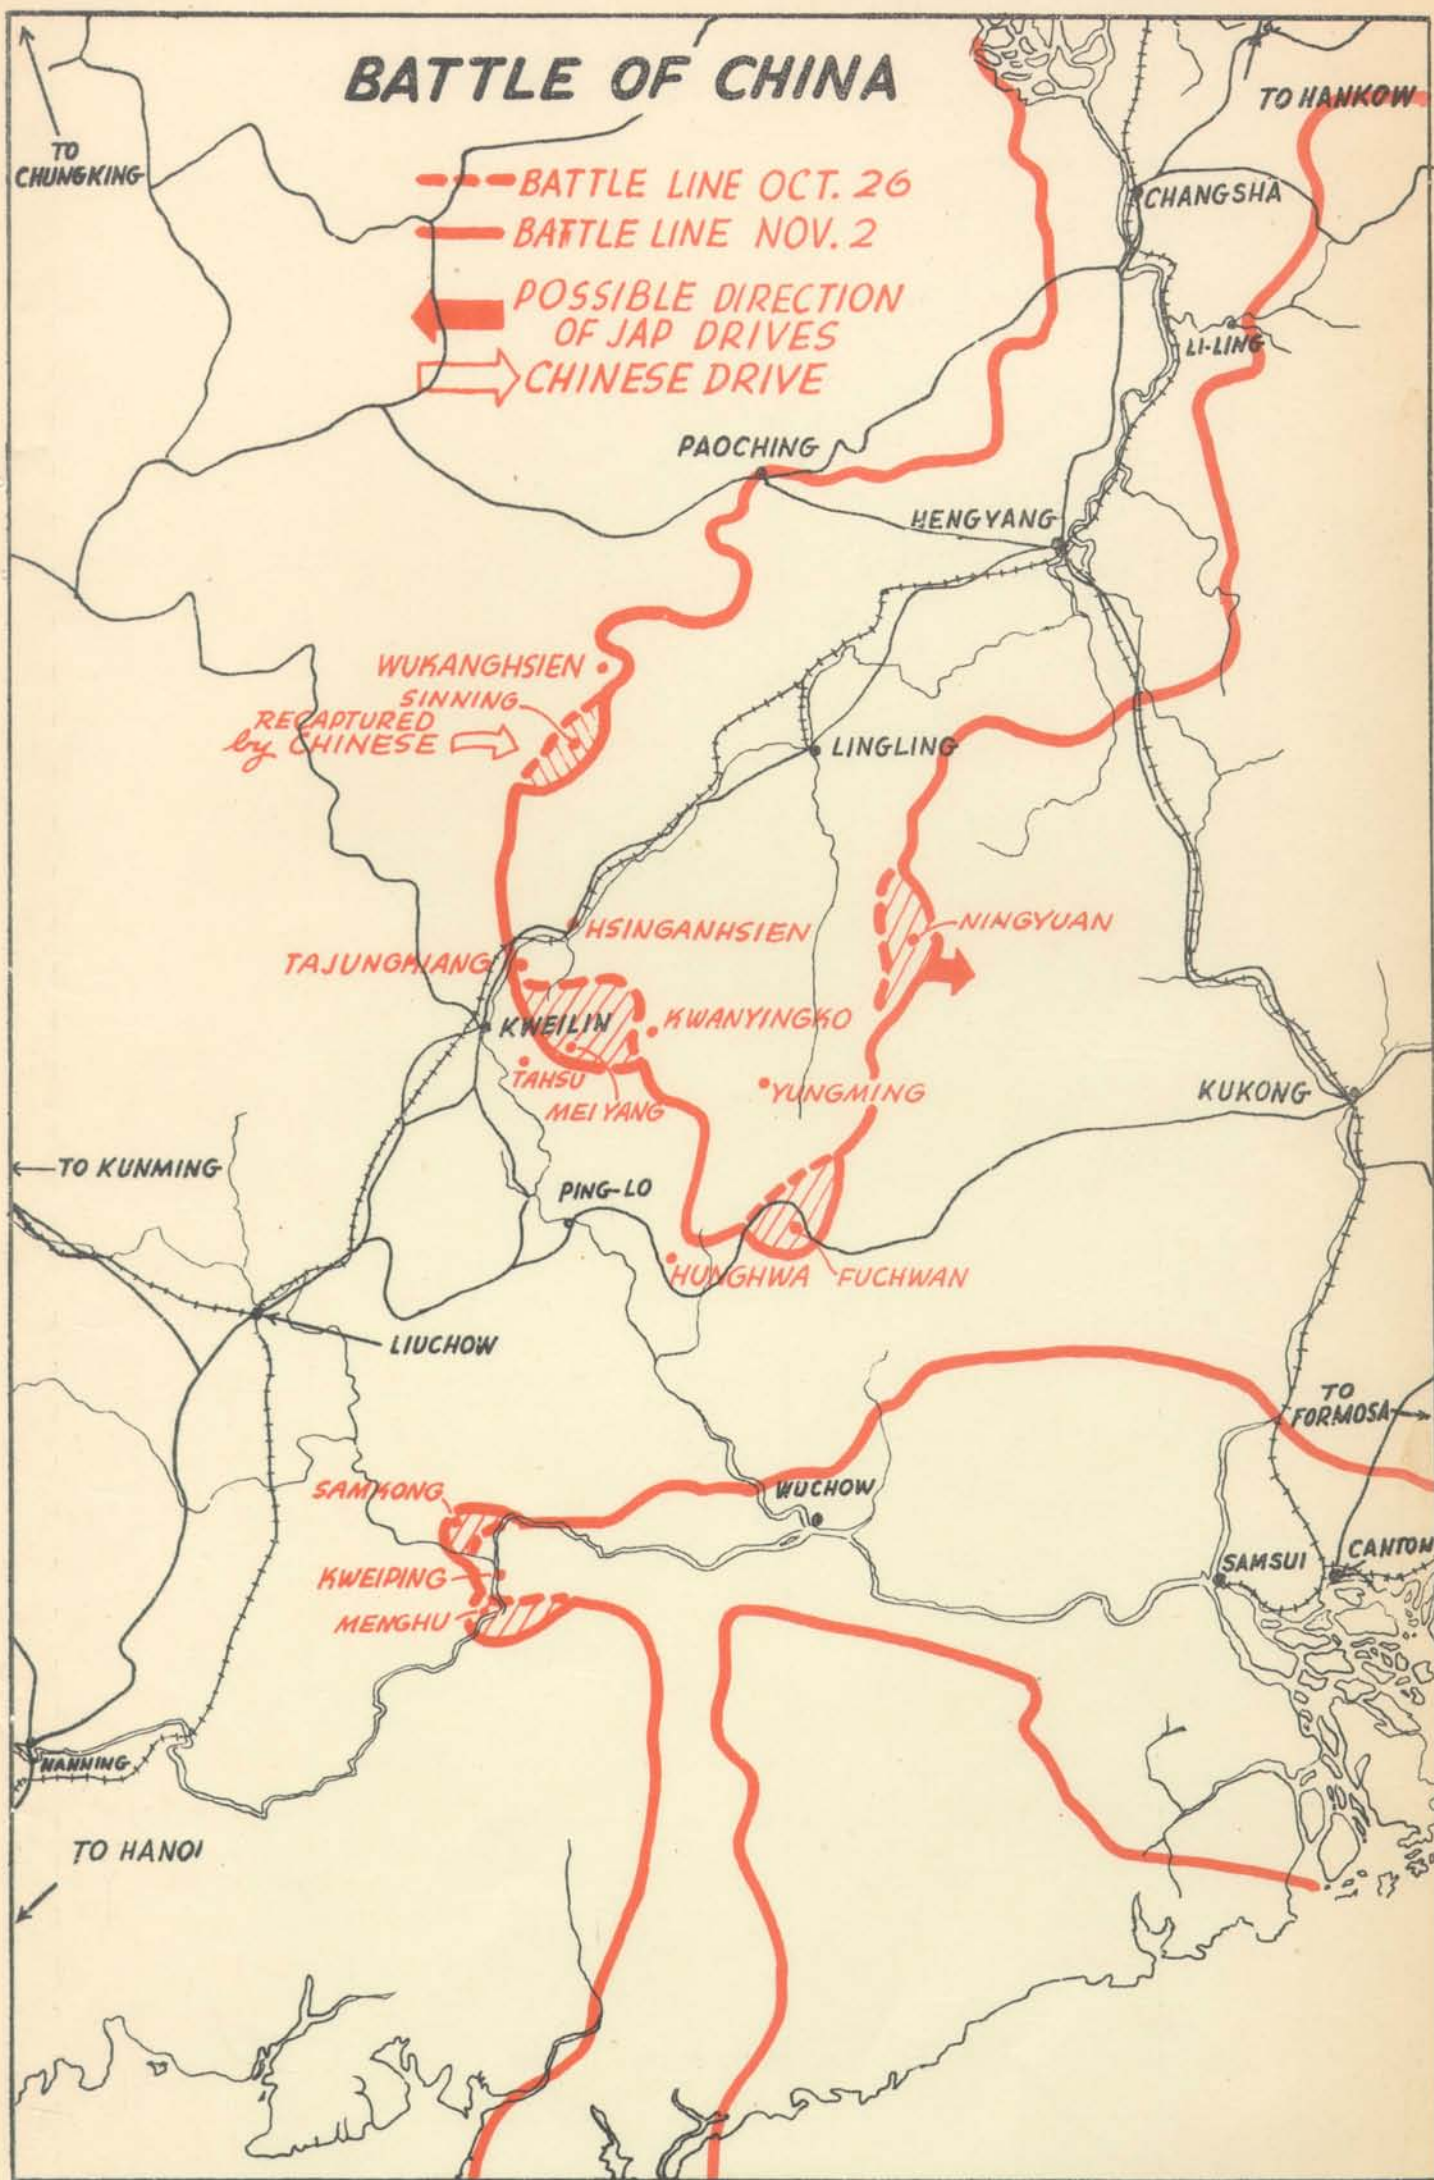 BATTLE OF CHINA
TO HANKOW
TO
CHUNGKING
BATTLE LINE OCT. 26
CHANGSHA
BATTLE LINE NOV. 2
POSSIBLE DIRECTION
OF JAP DRIVES
LI-LING
CHINESE DRIVE
PAOCHING
HENGYANG
WUKANGHSIEN
SINNING
RECAPTURED
by CHINESE
LINGLING
HSINGANHSIEN
NINGYUAN
TAJUNGKIANG
KWEILIN
KWANYINGKO
TAHSU
YUNGMING
KUKONG
MEIYANG
TO KUNMING
PING-LO
HUNGHWA
FUCHWAN
LIUCHOW
TO
FORMOSA
SAMKONG
WUCHOW
CANTON
SAMSUI
KWEIPING
MENGHU
NANNING
TO HANOI